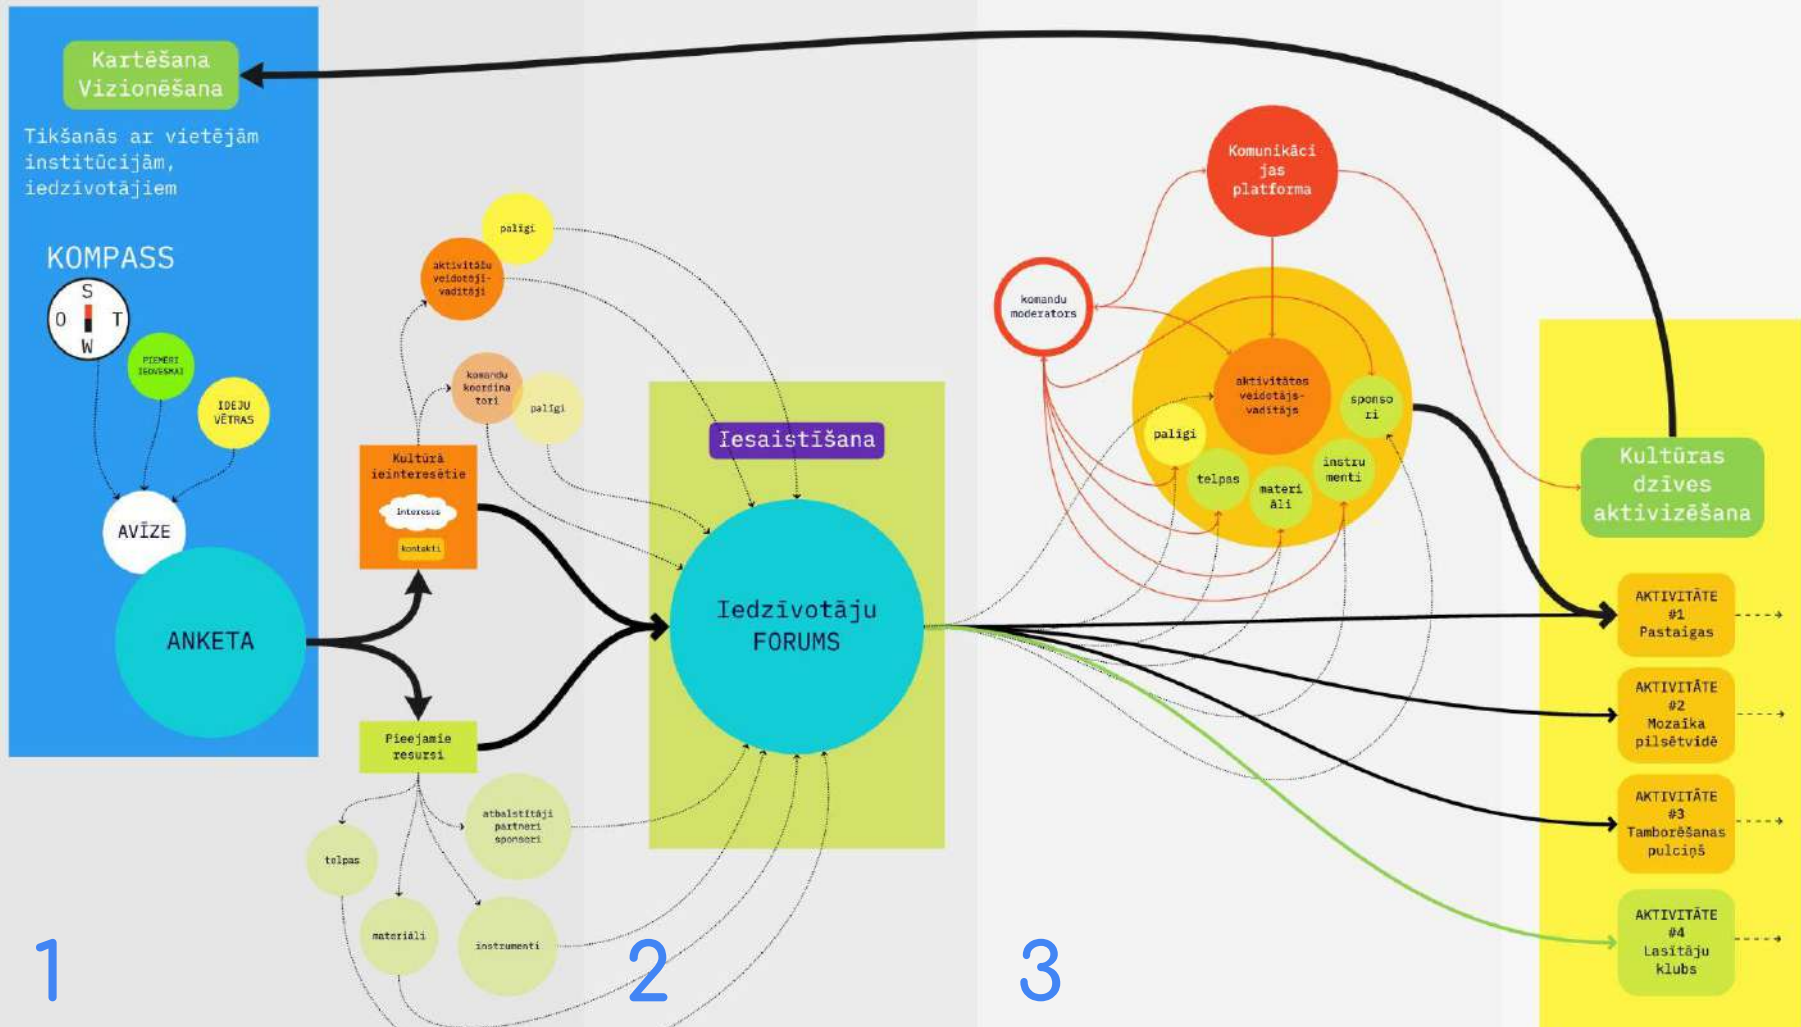 Kartēšana
Vizionēšana
Tikšanās ar vietējām
institūcijām,
iedzīvotājiem
KOMPASS
S
O
T
W
PIEMĒRI
IEDVESMAI
IDEJU
VĒTRAS
AVĪZE
ANKETA
1
palīgi
aktivitāšu
veidotāji-
vadītāji
komandu
koordina
tori
palīgi
Kultūrā
ieinteresētie
Intereses
kontakti
Pieejamie
resursi
atbalstītāji
partneri
sponsori
telpas
materiāli
instrumenti
2
Iesaistīšana
Iedzīvotāju
FORUMS
3
Komunikāci
jas
platforma
komandu
moderators
aktivitātes
veidotājs-
vadītājs
sponso
ri
palīgi
telpas
materi
āli
instru
menti
Kultūras
dzīves
aktivizēšana
AKTIVITĀTE
#1
Pastaigas
AKTIVITĀTE
#2
Mozaīka
pilsētvidē
AKTIVITĀTE
#3
Tamborēšanas
pulciņš
AKTIVITĀTE
#4
Lasītāju
klubs